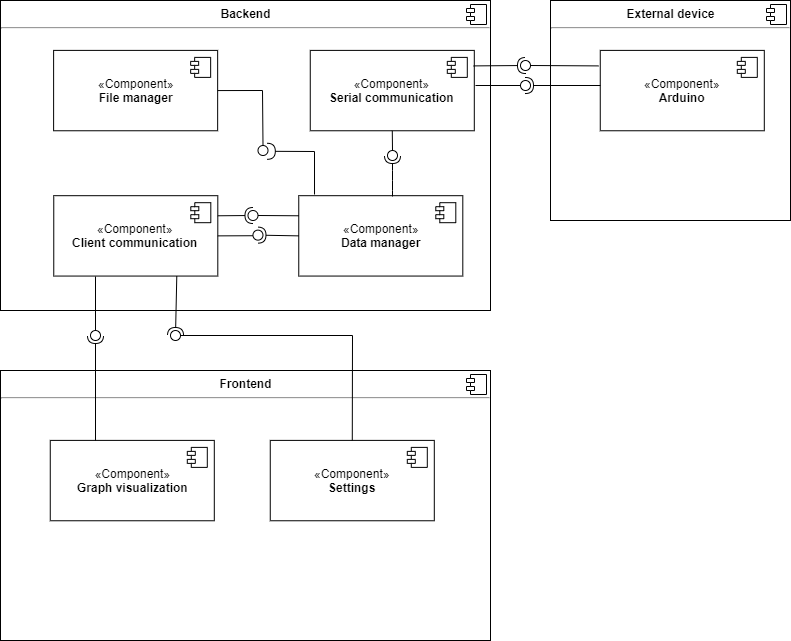 Backend
External device
«Component»
File manager
«Component»
Serial communication
«Component»
Arduino
«Component»
Client communication
«Component»
Data manager
Frontend
«Component»
Graph visualization
«Component»
Settings